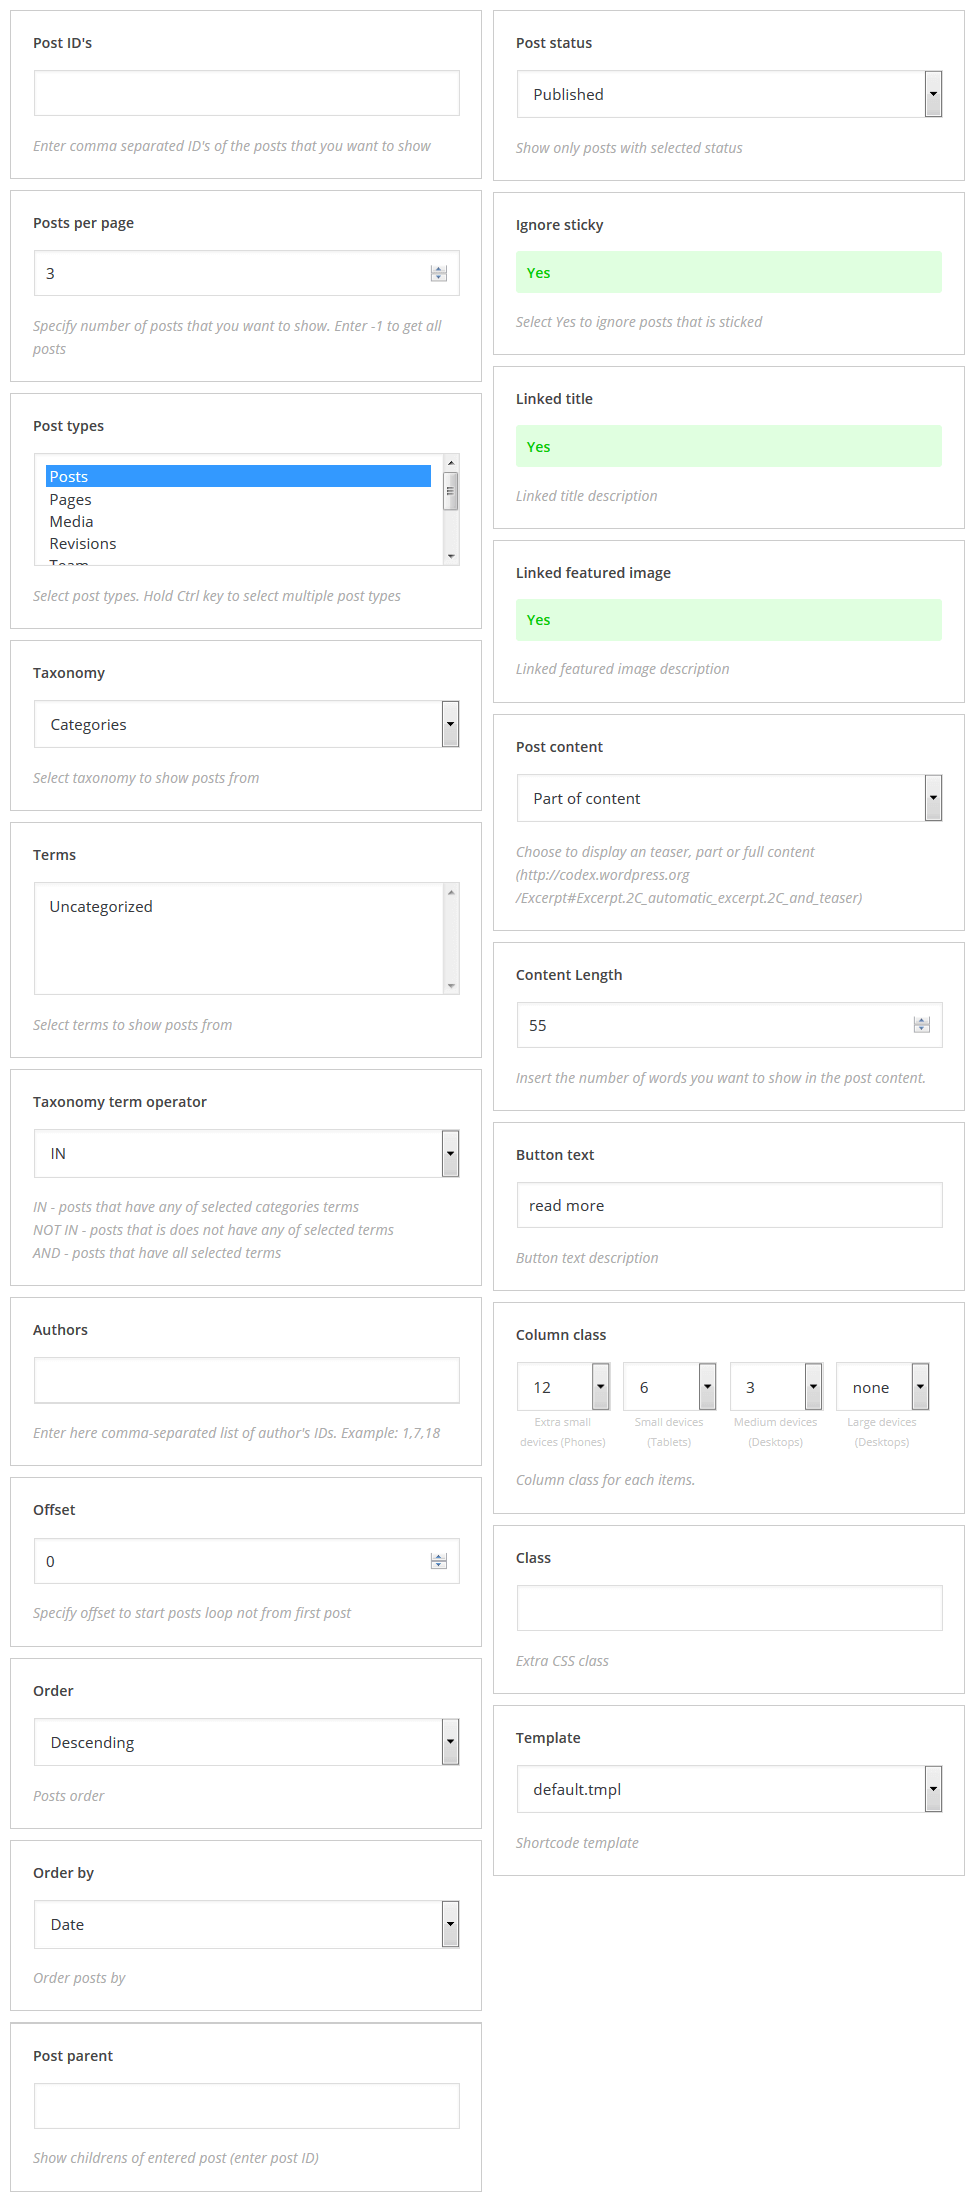 Post ID's
Enter comma separated ID's of the posts that you want to show
Posts per page
3
Specify number of posts that you want to show. Enter -1 to get all
posts
Post types
Posts
Pages
Media
Revisions
Team
Select post types. Hold Ctrl key to select multiple post types
Taxonomy
Categories
Select taxonomy to show posts from
Terms
Uncategorized
Select terms to show posts from
Taxonomy term operator
IN
IN - posts that have any of selected categories terms
NOT IN - posts that is does not have any of selected terms
AND - posts that have all selected terms
Authors
Enter here comma-separated list of author's IDs. Example: 1,7,18
Offset
0
Specify offset to start posts loop not from first post
Order
Descending
Posts order
Order by
Date
Order posts by
Post parent
Show childrens of entered post (enter post ID)
Post status
Published
Show only posts with selected status
Ignore sticky
Yes
Select Yes to ignore posts that is sticked
Linked title
Yes
Linked title description
Linked featured image
Yes
Linked featured image description
Post content
Part of content
Choose to display an teaser, part or full content
(http://codex.wordpress.org
/Excerpt#Excerpt.2C_automatic_excerpt.2C_and_teaser)
Content Length
55
Insert the number of words you want to show in the post content.
Button text
read more
Button text description
Column class
12 6 3 none
Extra small Small devices Medium devices Large devices
devices (Phones) (Tablets) (Desktops) (Desktops)
Column class for each items.
Class
Extra CSS class
Template
default.tmpl
Shortcode template